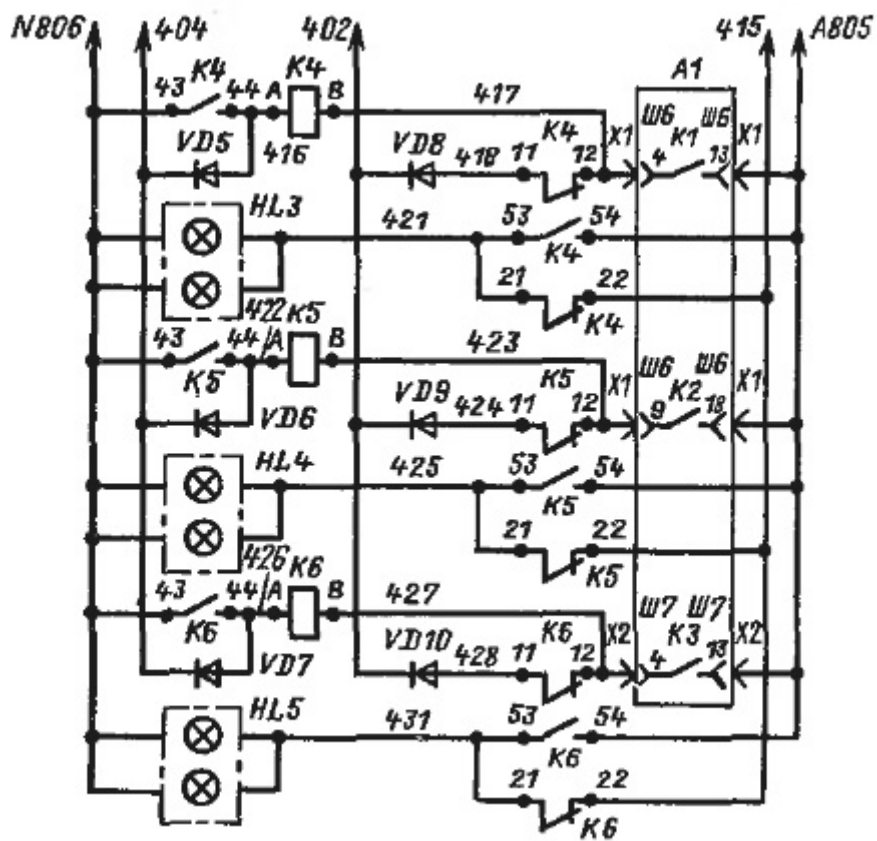 N806 404 402 415 A805
43 K4 44 A K4 B 417 A1
Ш6 K1 Ш6
VD5 416 VD8 418 11 K4 12 X1 4 13 X1
HL3 421 53 54
K4
21 22
K4
422 K5
43 44 A B 423
K5 K5 X1 Ш6 K2 Ш6 X1
VD6 VD9 424 11 12 9 18
HL4 425 53 54
K5
21 22
K5
426 K6
43 44 A B 427
K6 K6 X2 Ш7 K3 Ш7 X2
VD7 VD10 428 11 12 4 13
HL5 431 53 54
K6
21 22
K6